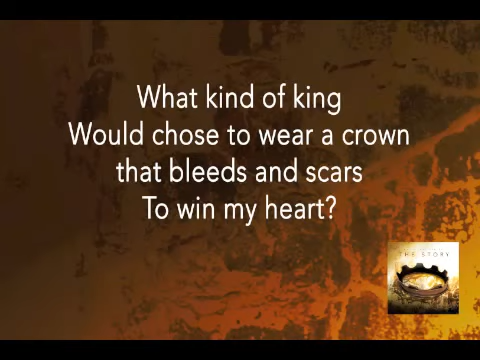 What kind of king
Would chose to wear a crown
that bleeds and scars
To win my heart?
THE STORY